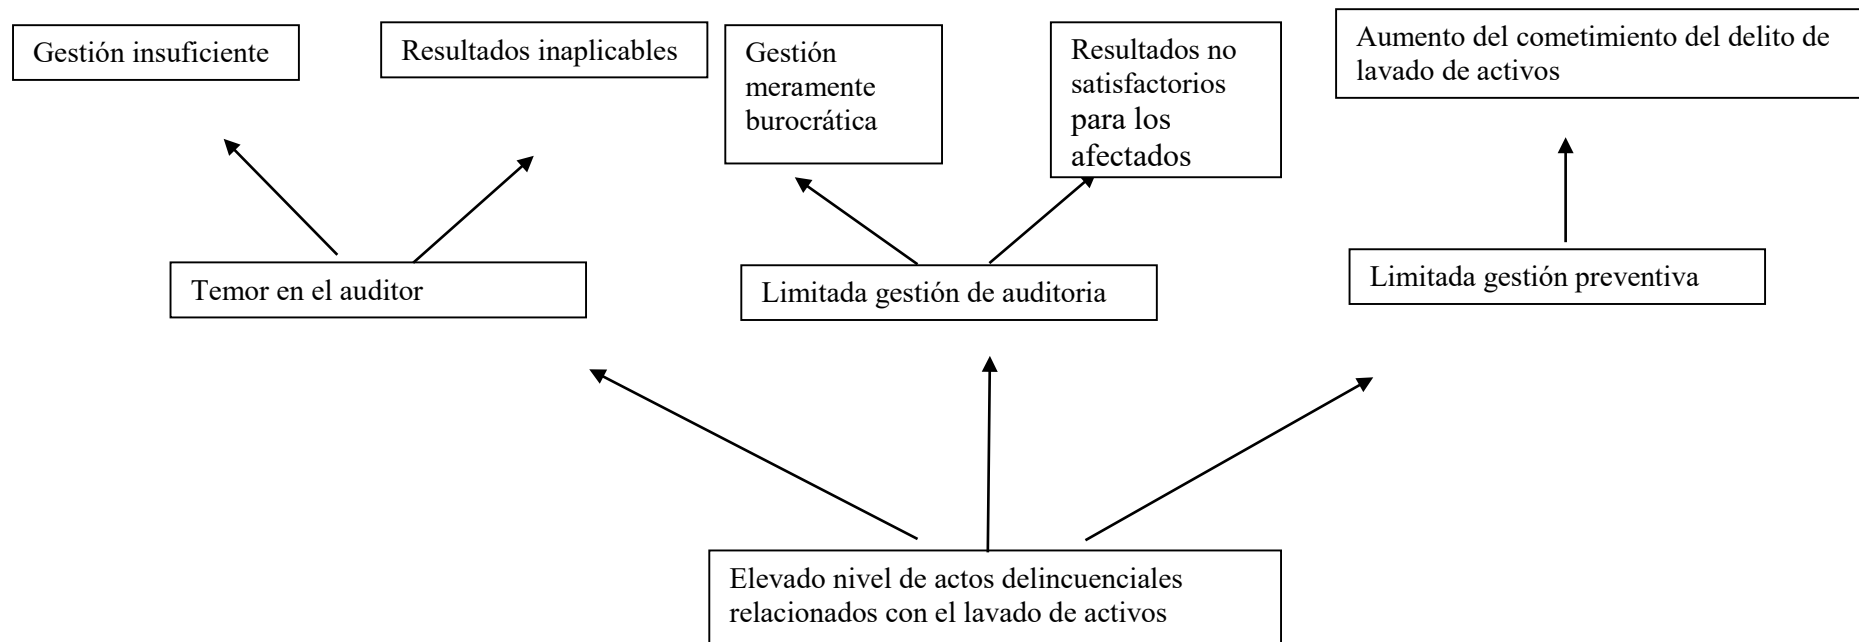 Gestión insuficiente
Resultados inaplicables
Gestión
meramente
burocrática
Resultados no
satisfactorios
para los
afectados
Aumento del cometimiento del delito de
lavado de activos
Temor en el auditor
Limitada gestión de auditoria
Limitada gestión preventiva
Elevado nivel de actos delincuenciales
relacionados con el lavado de activos